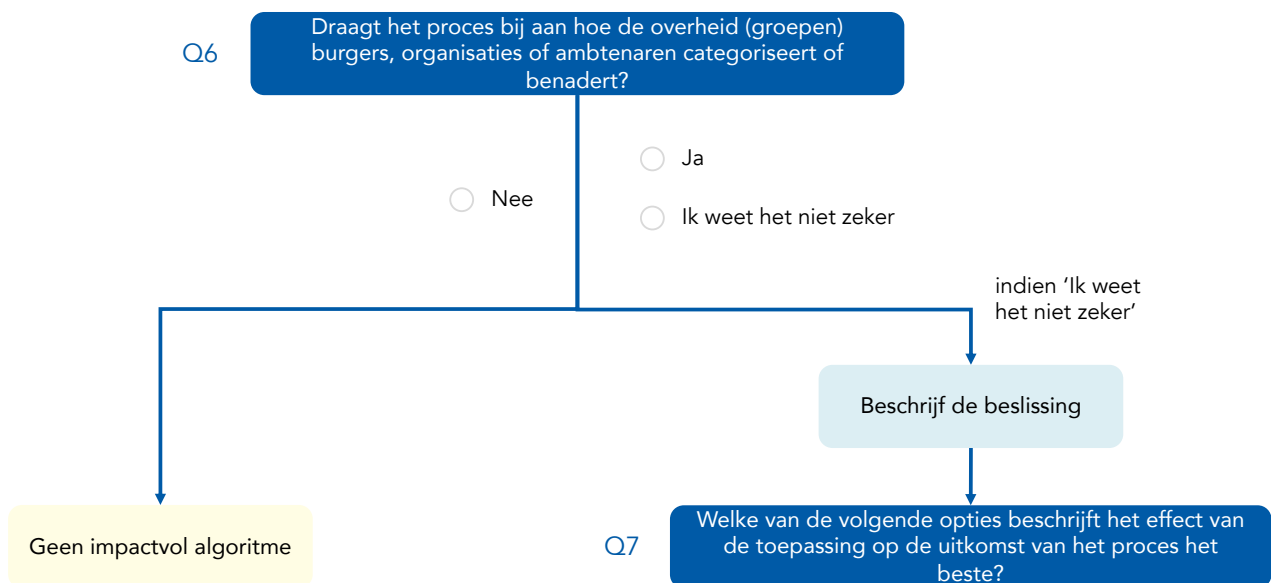 Q6
Draagt het proces bij aan hoe de overheid (groepen)
burgers, organisaties of ambtenaren categoriseert of
benadert?
Ja
Nee
Ik weet het niet zeker
indien ‘Ik weet
het niet zeker’
Beschrijf de beslissing
Geen impactvol algoritme
Q7
Welke van de volgende opties beschrijft het effect van
de toepassing op de uitkomst van het proces het
beste?